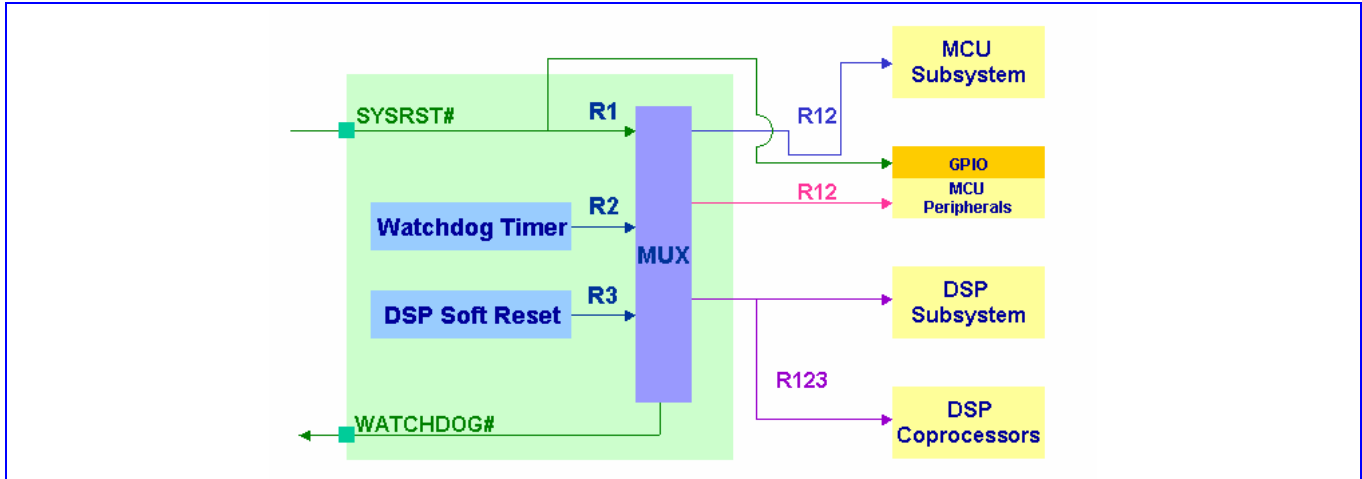 MCU
Subsystem
SYSRST#
R1
R12
GPIO
MCU
Peripherals
R12
Watchdog Timer
R2
MUX
DSP Soft Reset
R3
DSP
Subsystem
R123
WATCHDOG#
DSP
Coprocessors